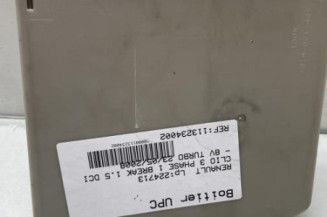 Boitier UPC
RENAULT Lp:224713
CLIO 3 PHASE 1 BREAK 1.5 DCI
- 8V TURBO 23/05/2008
REF:1113234002